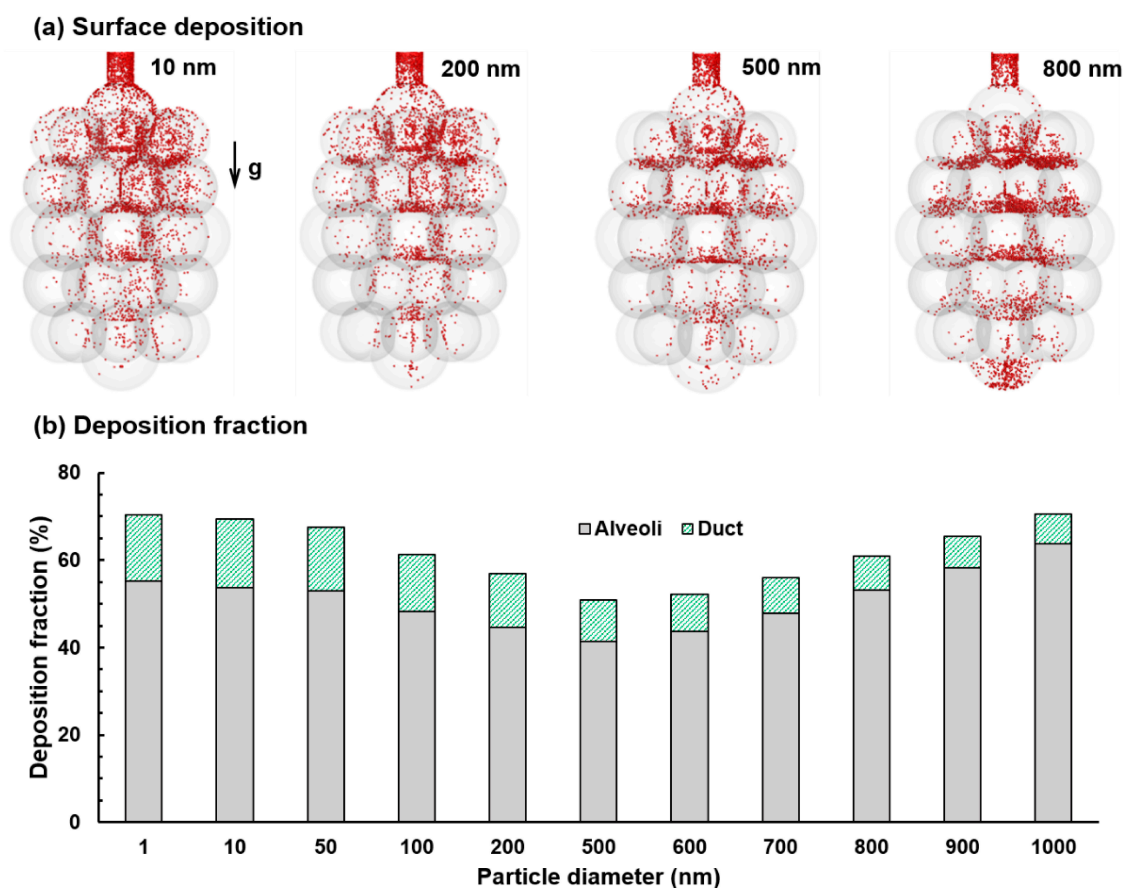 (a) Surface deposition
10 nm 200 nm 500 nm 800 nm
g
(b) Deposition fraction
Deposition fraction (%)
80
60
40
20
0
Alveoli Duct
1 10 50 100 200 500 600 700 800 900 1000
Particle diameter (nm)